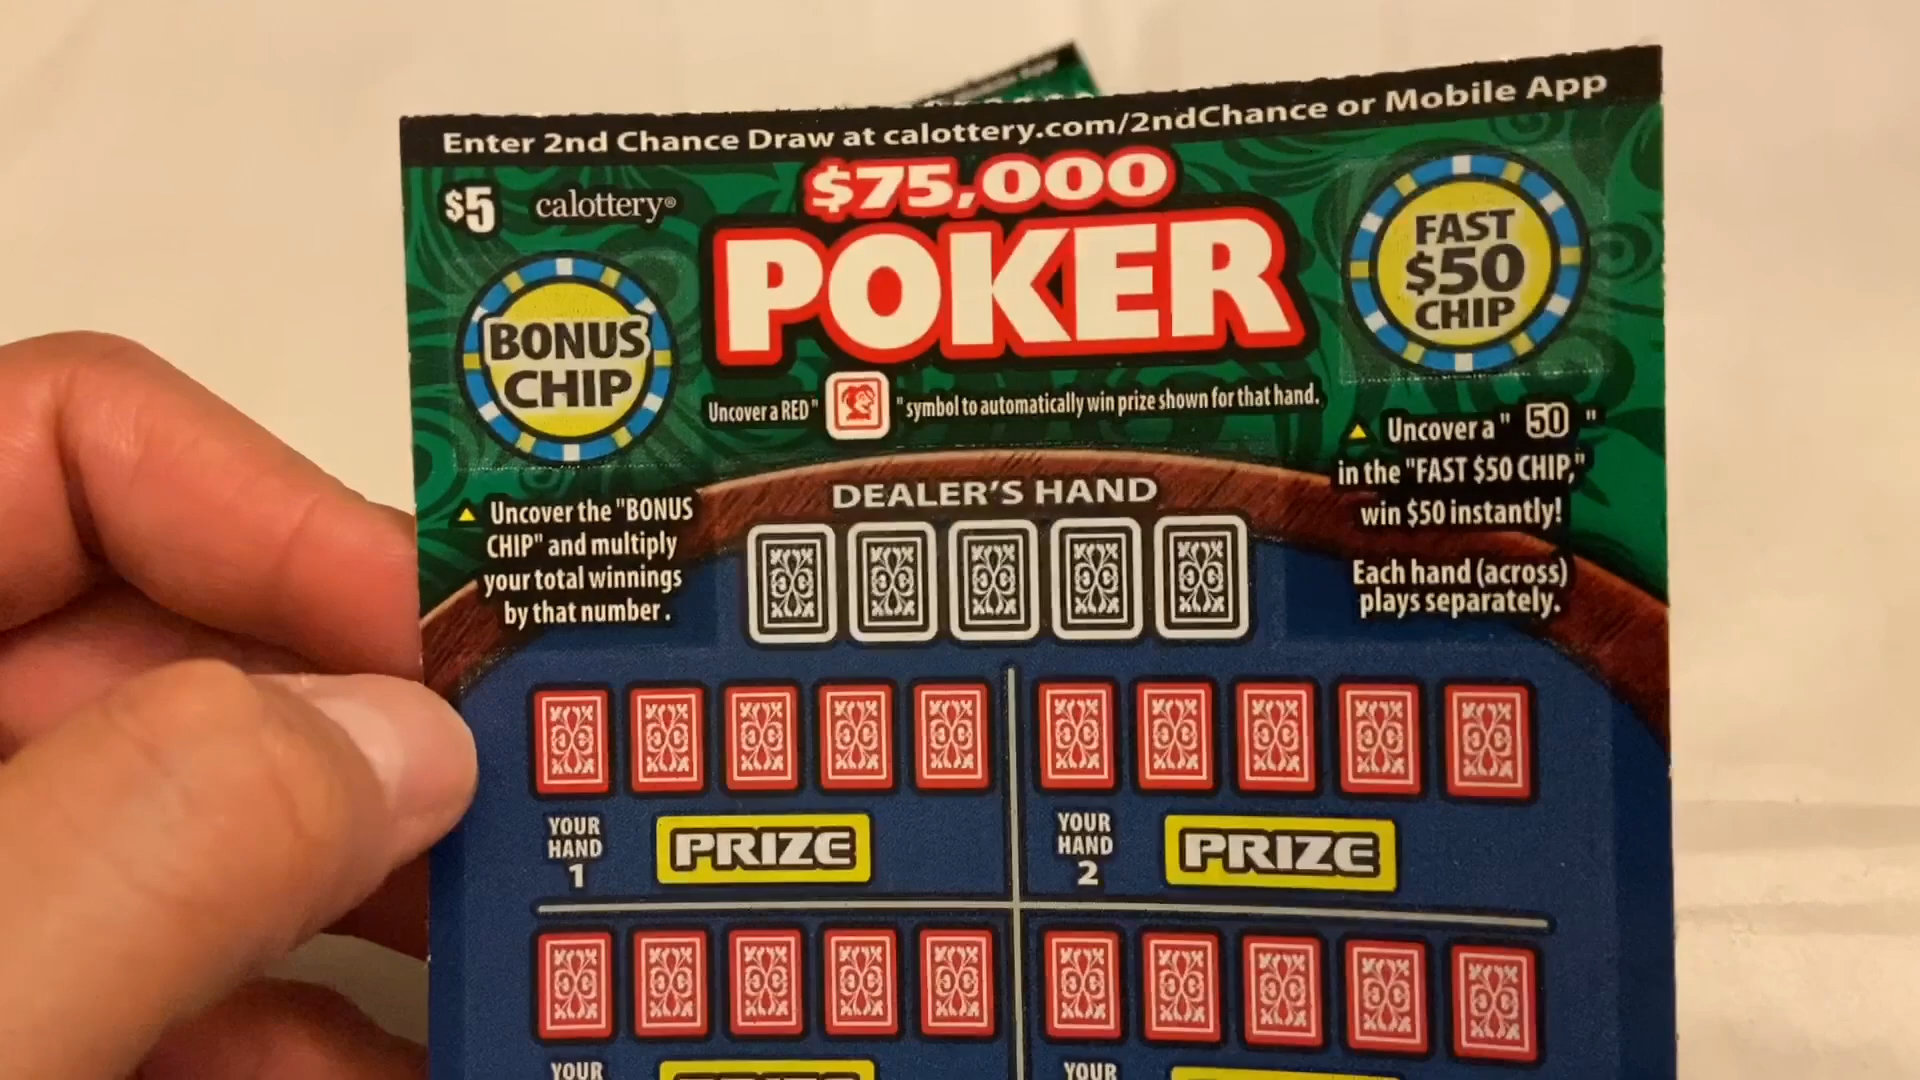 Enter 2nd Chance Draw at calottery.com/2ndChance or Mobile App
$5 calottery®
$75,000
POKER
BONUS
CHIP
FAST
$50
CHIP
Uncover a RED " " symbol to automatically win prize shown for that hand.
▲ Uncover the "BONUS
CHIP" and multiply
your total winnings
by that number.
▲ Uncover a " 50 "
in the "FAST $50 CHIP,"
win $50 instantly!
Each hand (across)
plays separately.
DEALER'S HAND
YOUR
HAND
1
PRIZE
YOUR
HAND
2
PRIZE
YOUR
PRIZE
YOUR